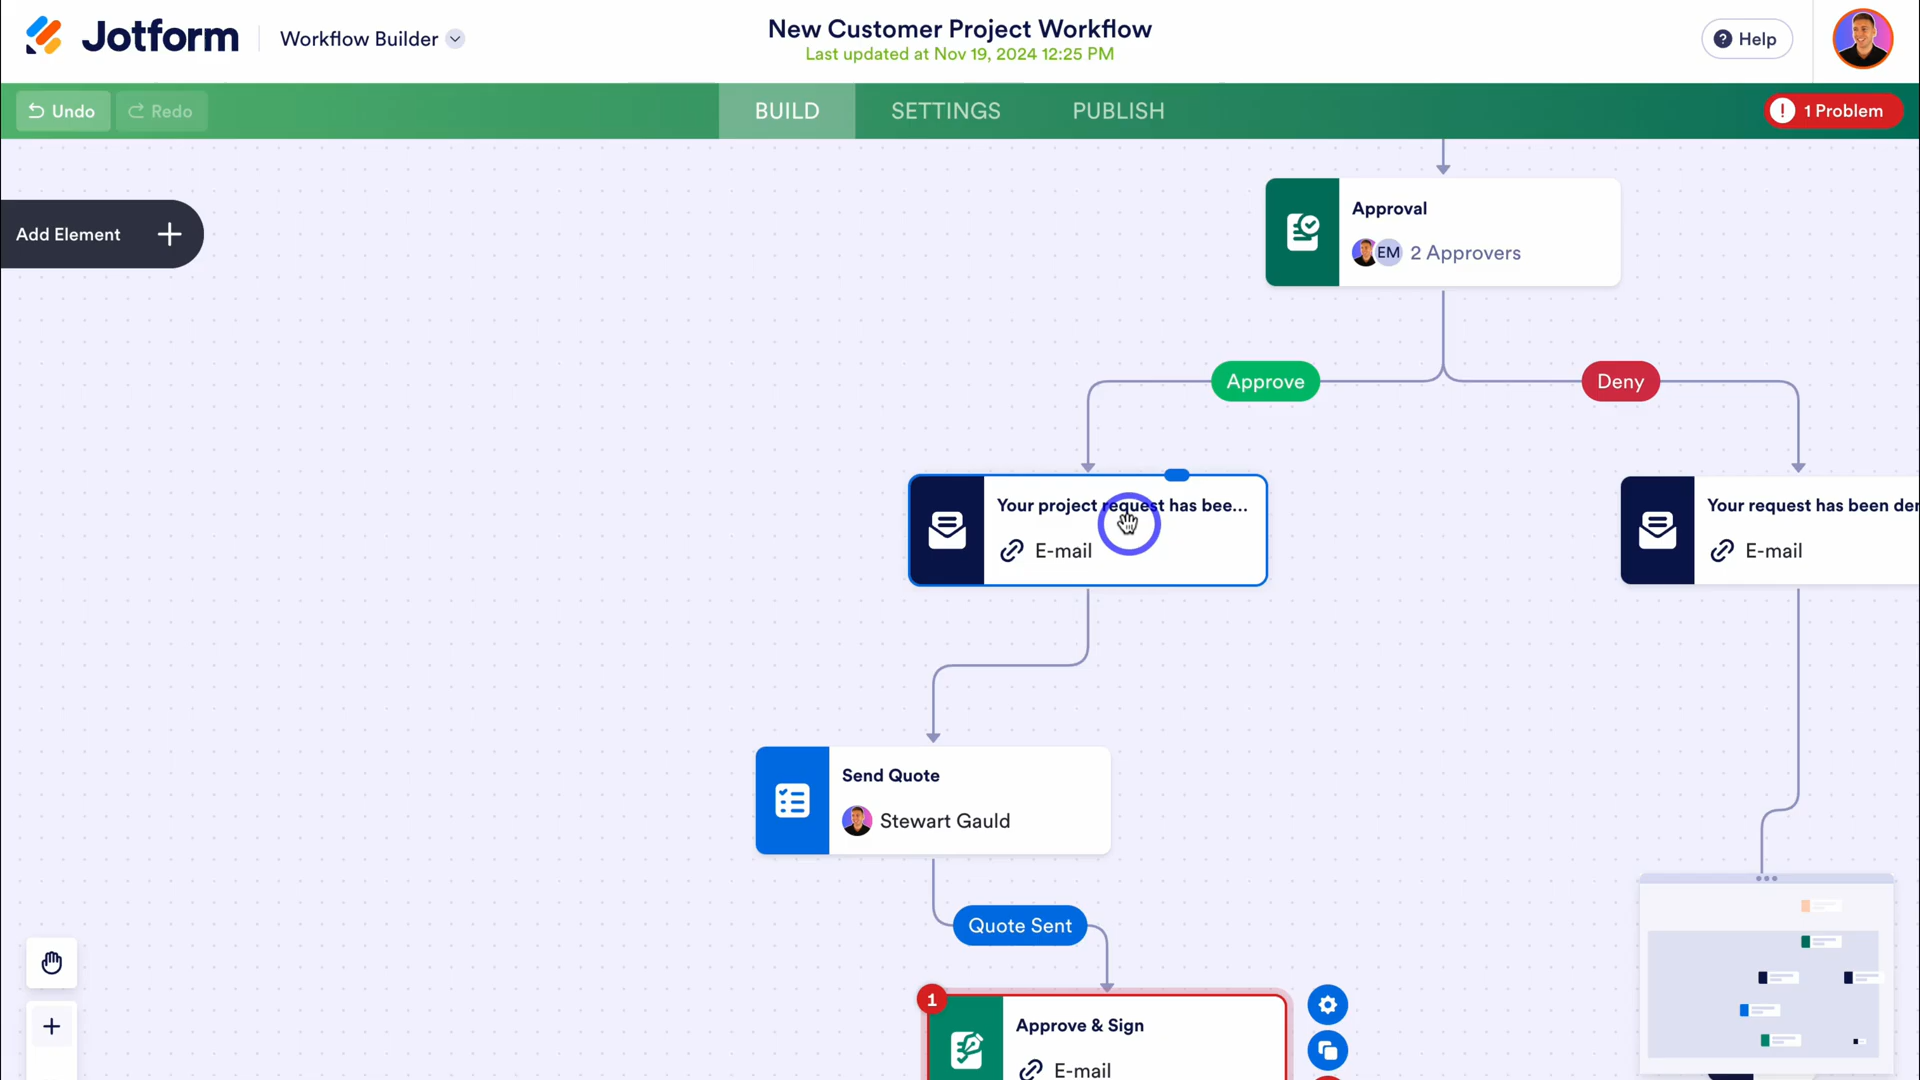 Jotform
Workflow Builder
New Customer Project Workflow
Last updated at Nov 19, 2024 12:25 PM
Help
Undo
Redo
BUILD
SETTINGS
PUBLISH
1 Problem
Add Element
Approval
EM
2 Approvers
Approve
Deny
Your project request has bee...
E-mail
Your request has been der
E-mail
Send Quote
Stewart Gauld
Quote Sent
1
Approve & Sign
E-mail